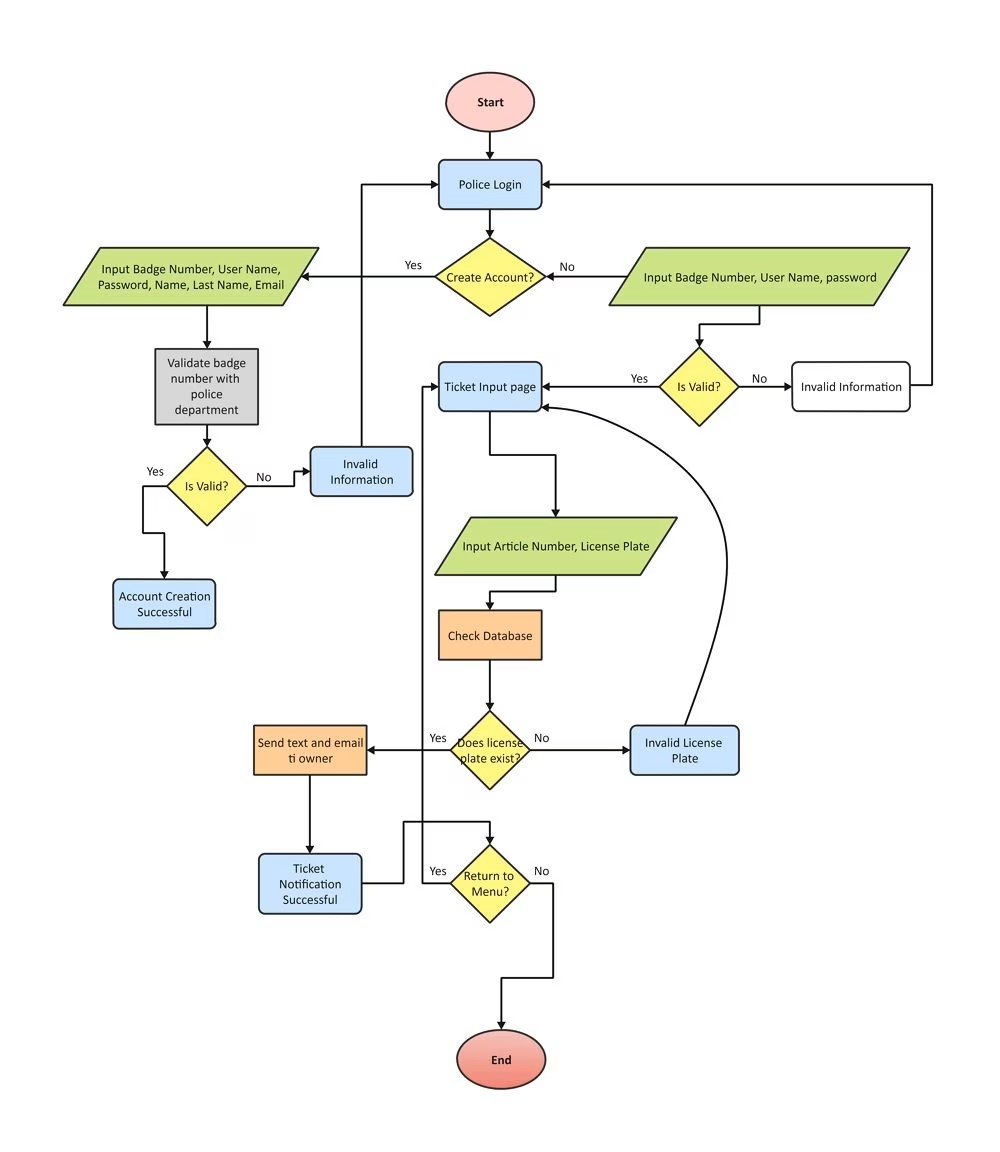 Start
Police Login
Yes
Create Account?
No
Input Badge Number, User Name,
Password, Name, Last Name, Email
Input Badge Number, User Name, password
Validate badge
number with
police
department
Ticket Input page
Yes
Is Valid?
No
Invalid Information
Yes
Is Valid?
No
Invalid
Information
Input Article Number, License Plate
Account Creation
Successful
Check Database
Send text and email
ti owner
Yes
Does license
plate exist?
No
Invalid License
Plate
Ticket
Notification
Successful
Yes
Return to
Menu?
No
End